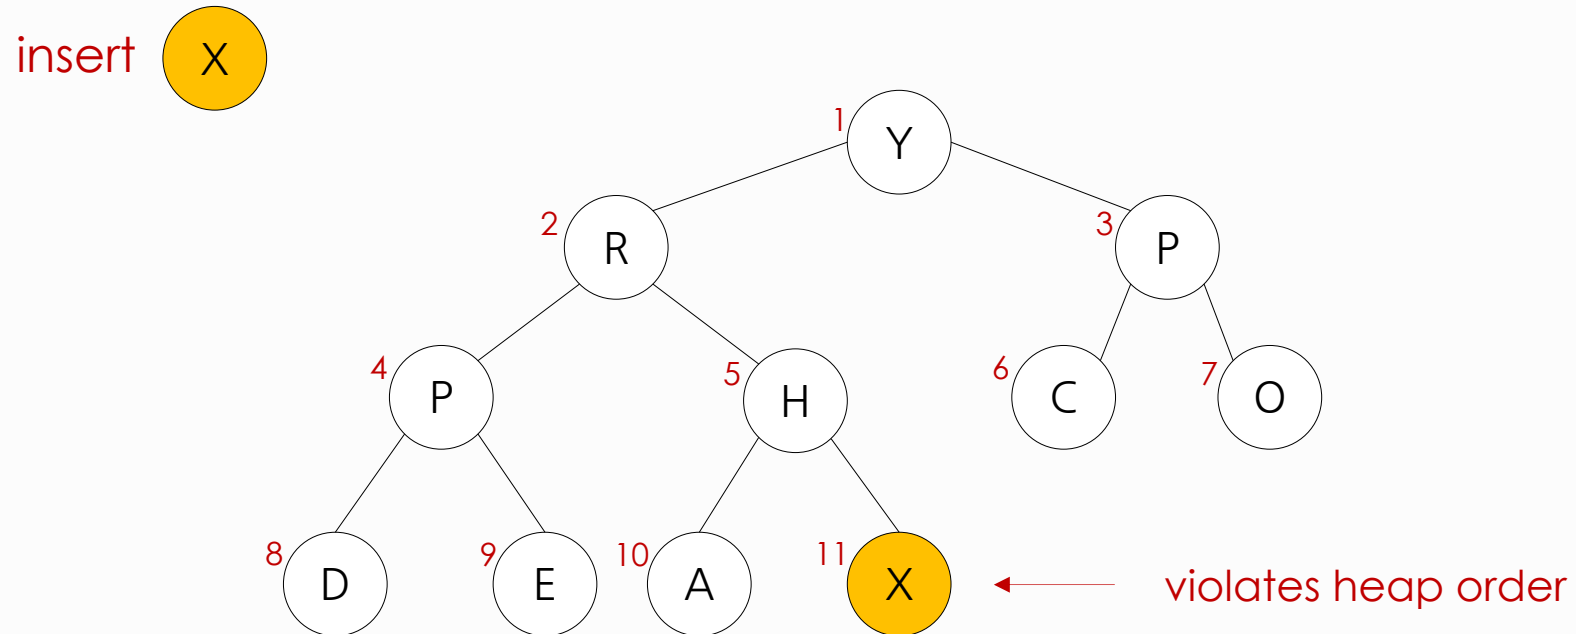 insert X
1 Y
2 R
3 P
4 P
5 H
6 C
7 O
8 D
9 E
10 A
11 X
violates heap order